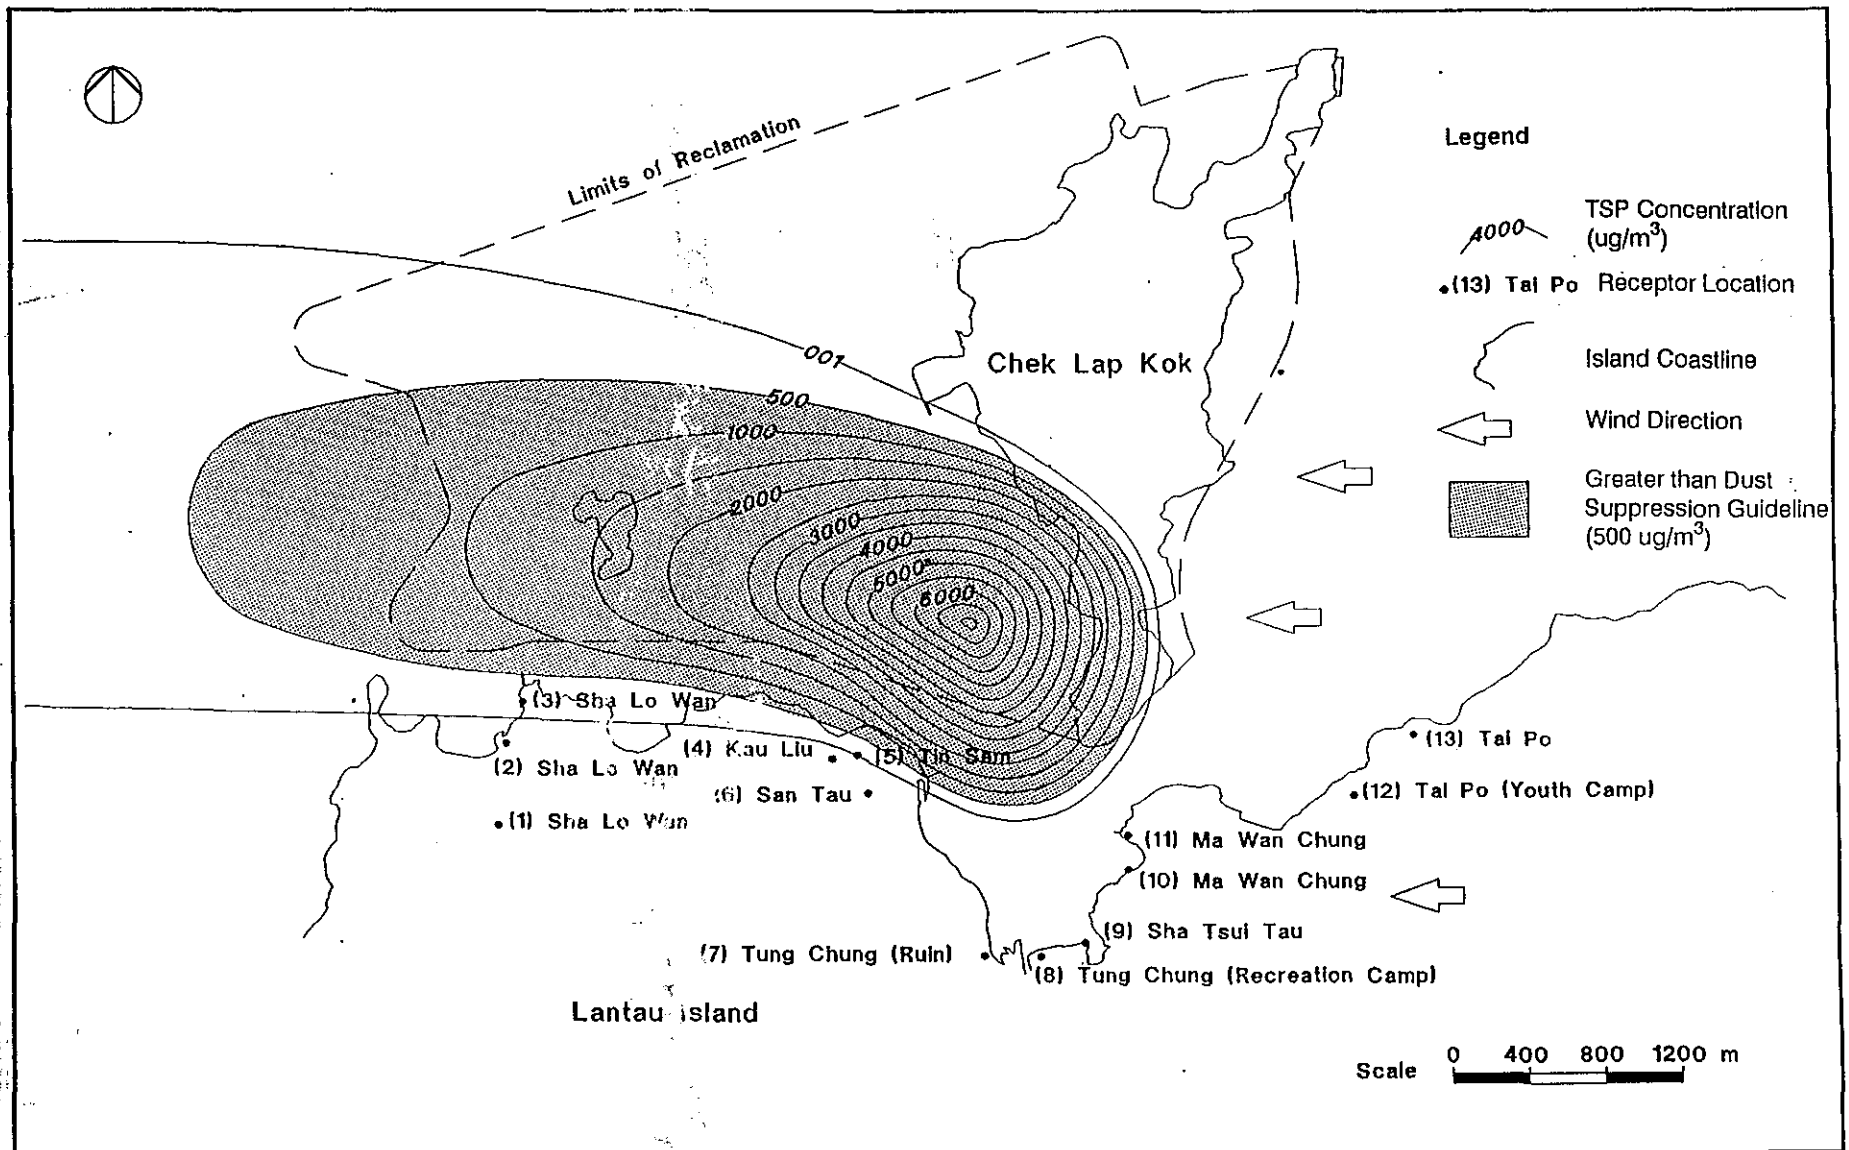 Limits of Reclamation
Legend
4000
TSP Concentration
(ug/m³)
(13) Tai Po
Receptor Location
Island Coastline
Wind Direction
Greater than Dust
Suppression Guideline
(500 ug/m³)
Chek Lap Kok
001
500
1000
2000
3000
4000
5000
6000
(3) Sha Lo Wan
(2) Sha Lo Wan
(4) Kau Liu
(5) Tin Sam
(6) San Tau
(1) Sha Lo Wan
(13) Tai Po
(12) Tai Po (Youth Camp)
(11) Ma Wan Chung
(10) Ma Wan Chung
(9) Sha Tsui Tau
(7) Tung Chung (Ruin)
(8) Tung Chung (Recreation Camp)
Lantau Island
Scale
0 400 800 1200 m